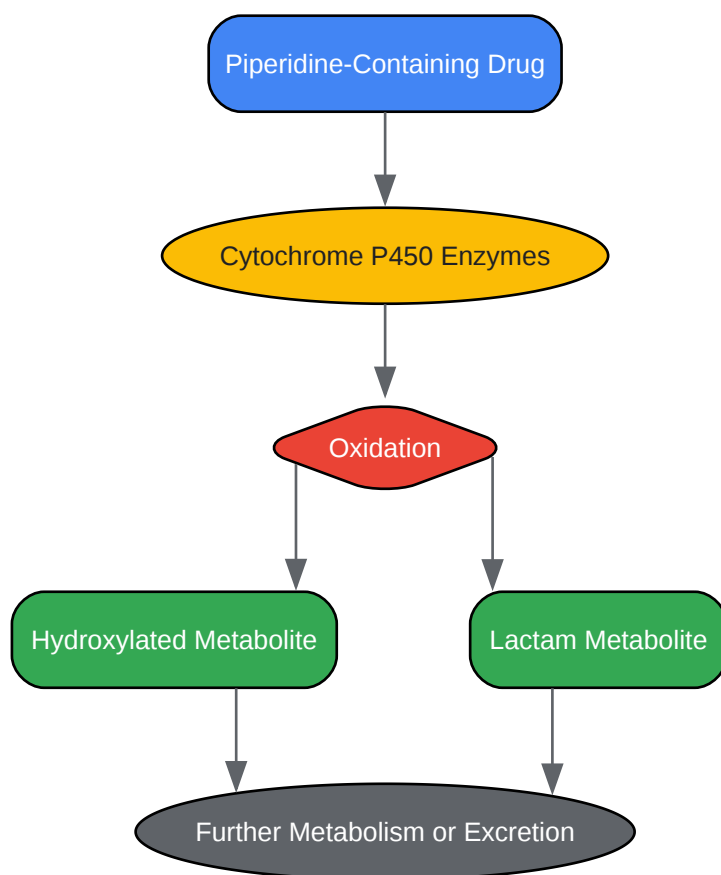 Piperidine-Containing Drug
Cytochrome P450 Enzymes
Oxidation
Hydroxylated Metabolite
Lactam Metabolite
Further Metabolism or Excretion